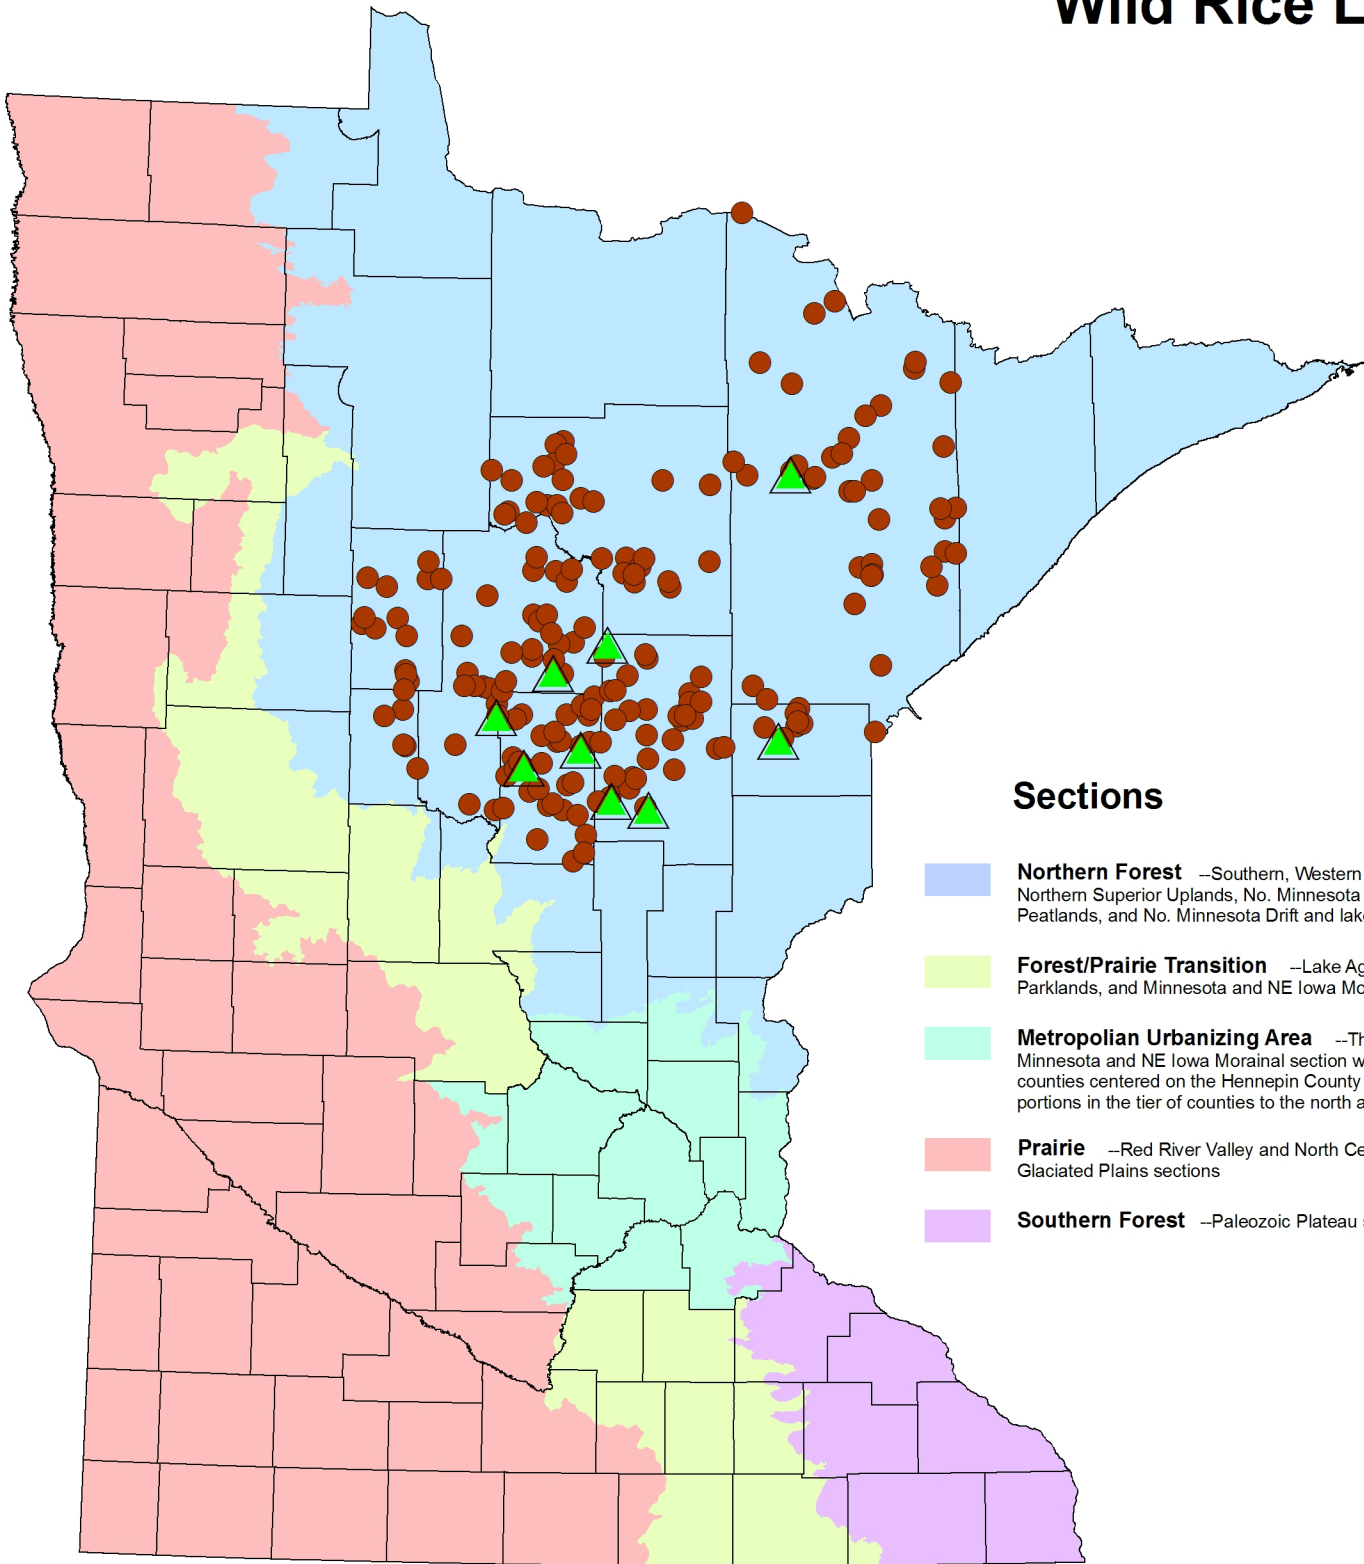 Wild Rice L
Sections
Northern Forest --Southern, Western
Northern Superior Uplands, No. Minnesota
Peatlands, and No. Minnesota Drift and lake
Forest/Prairie Transition --Lake Ag
Parklands, and Minnesota and NE Iowa Mo
Metropolian Urbanizing Area --Th
Minnesota and NE Iowa Morainal section w
counties centered on the Hennepin County
portions in the tier of counties to the north a
Prairie --Red River Valley and North Ce
Glaciated Plains sections
Southern Forest --Paleozoic Plateau s